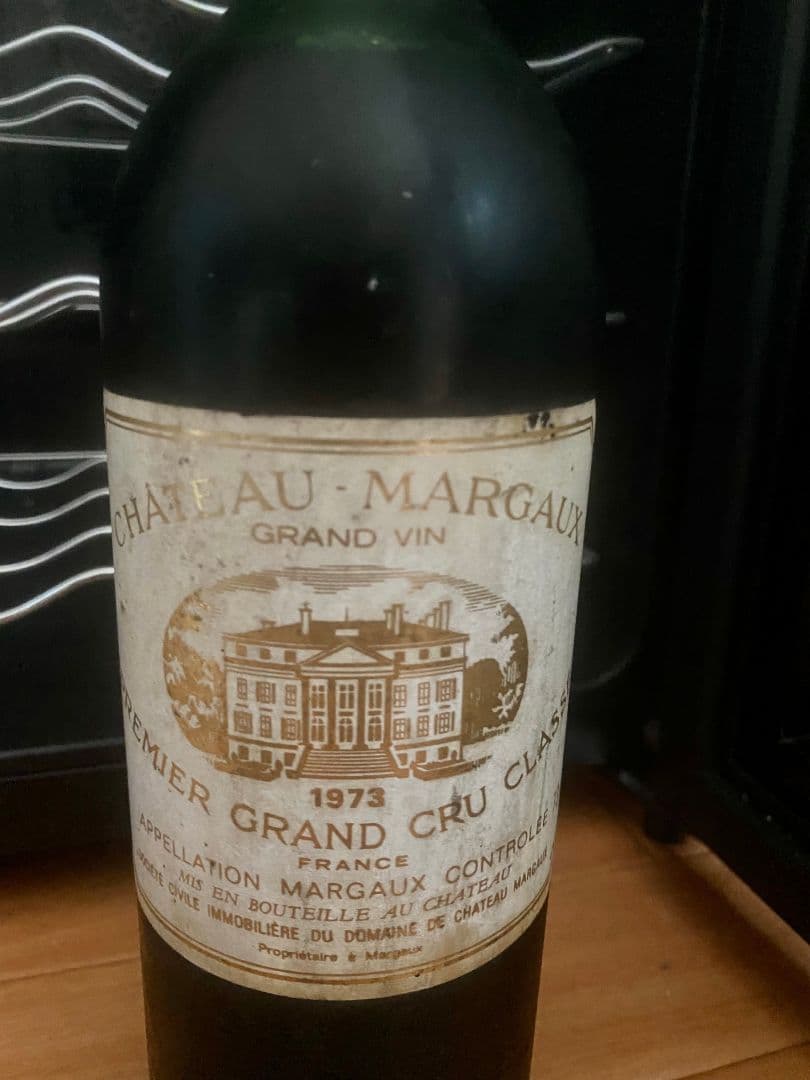 CHÂTEAU - MARGAUX
GRAND VIN
1973
PREMIER GRAND CRU CLASSÉ
FRANCE
APPELLATION MARGAUX CONTROLÉE
MIS EN BOUTEILLE AU CHATEAU
SOCIÉTÉ CIVILE IMMOBILIÈRE DU DOMAINE DE CHATEAU MARGAUX
Propriétaire à Margaux